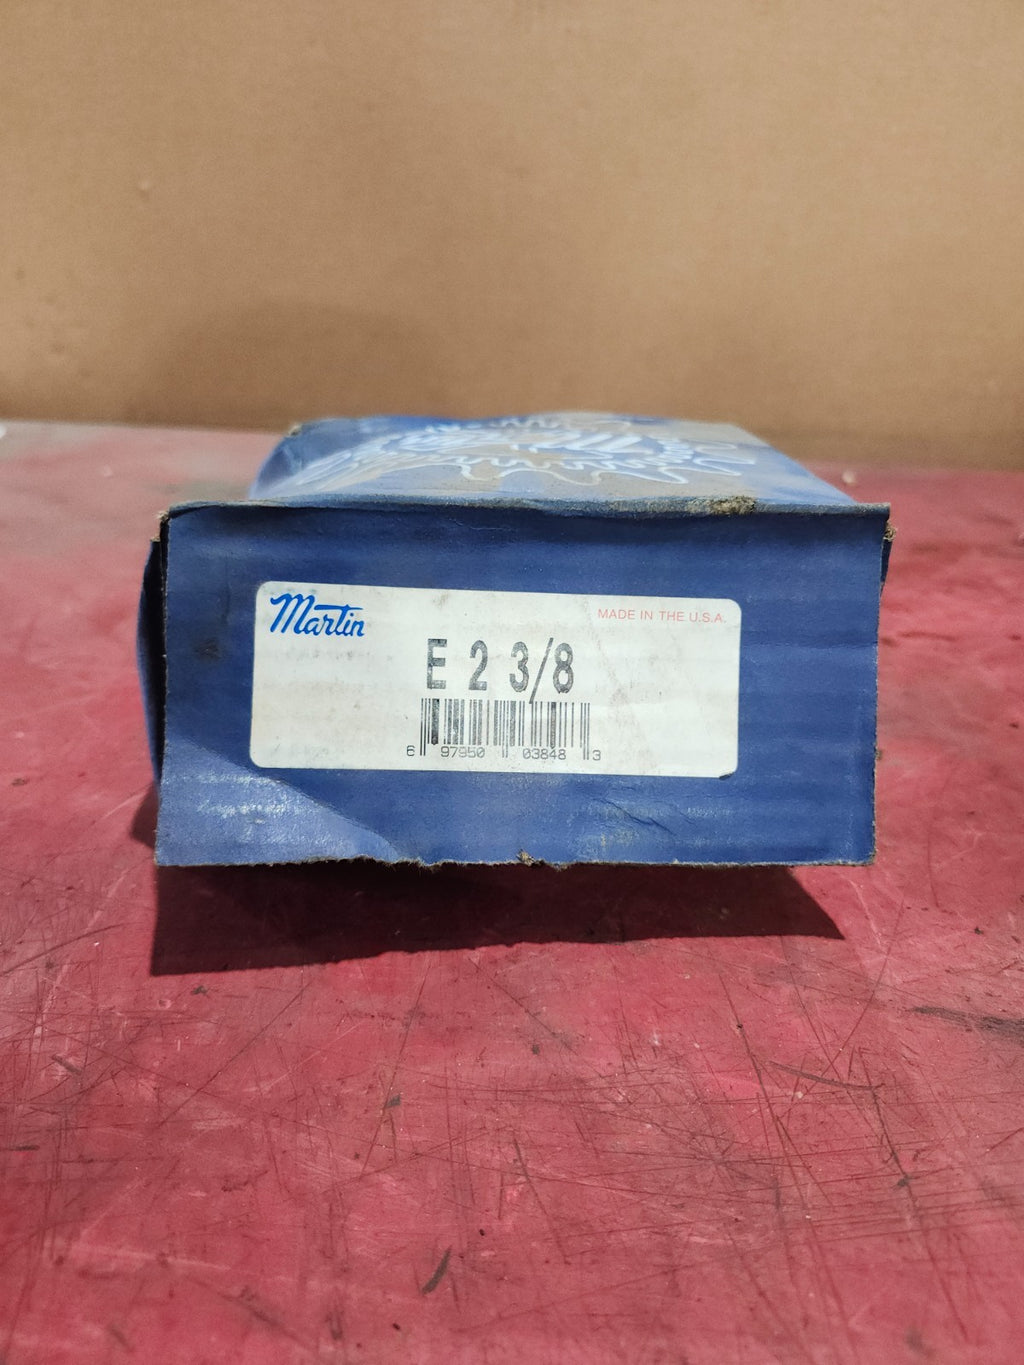 Martin
MADE IN THE U.S.A.
E 2 3/8
6 97950 03848 3